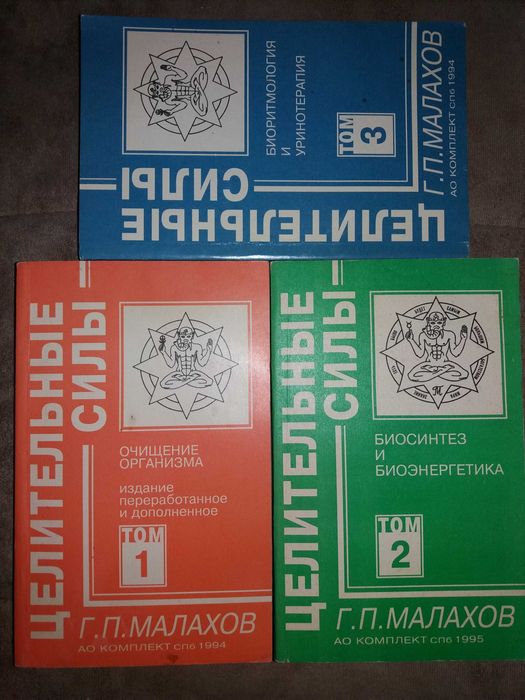 ЦЕЛИТЕЛЬНЫЕ
СИЛЫ
БИОРИТМОЛОГИЯ
И
УРИНОТЕРАПИЯ
ТОМ
3
Г.П.МАЛАХОВ
АО КОМПЛЕКТ СПб 1994
ЦЕЛИТЕЛЬНЫЕ
СИЛЫ
ОЧИЩЕНИЕ
ОРГАНИЗМА
издание
переработанное
и дополненное
ТОМ
1
Г.П.МАЛАХОВ
АО КОМПЛЕКТ СПб 1994
ЦЕЛИТЕЛЬНЫЕ
СИЛЫ
БИОСИНТЕЗ
И
БИОЭНЕРГЕТИКА
ТОМ
2
Г.П.МАЛАХОВ
АО КОМПЛЕКТ СПб 1995